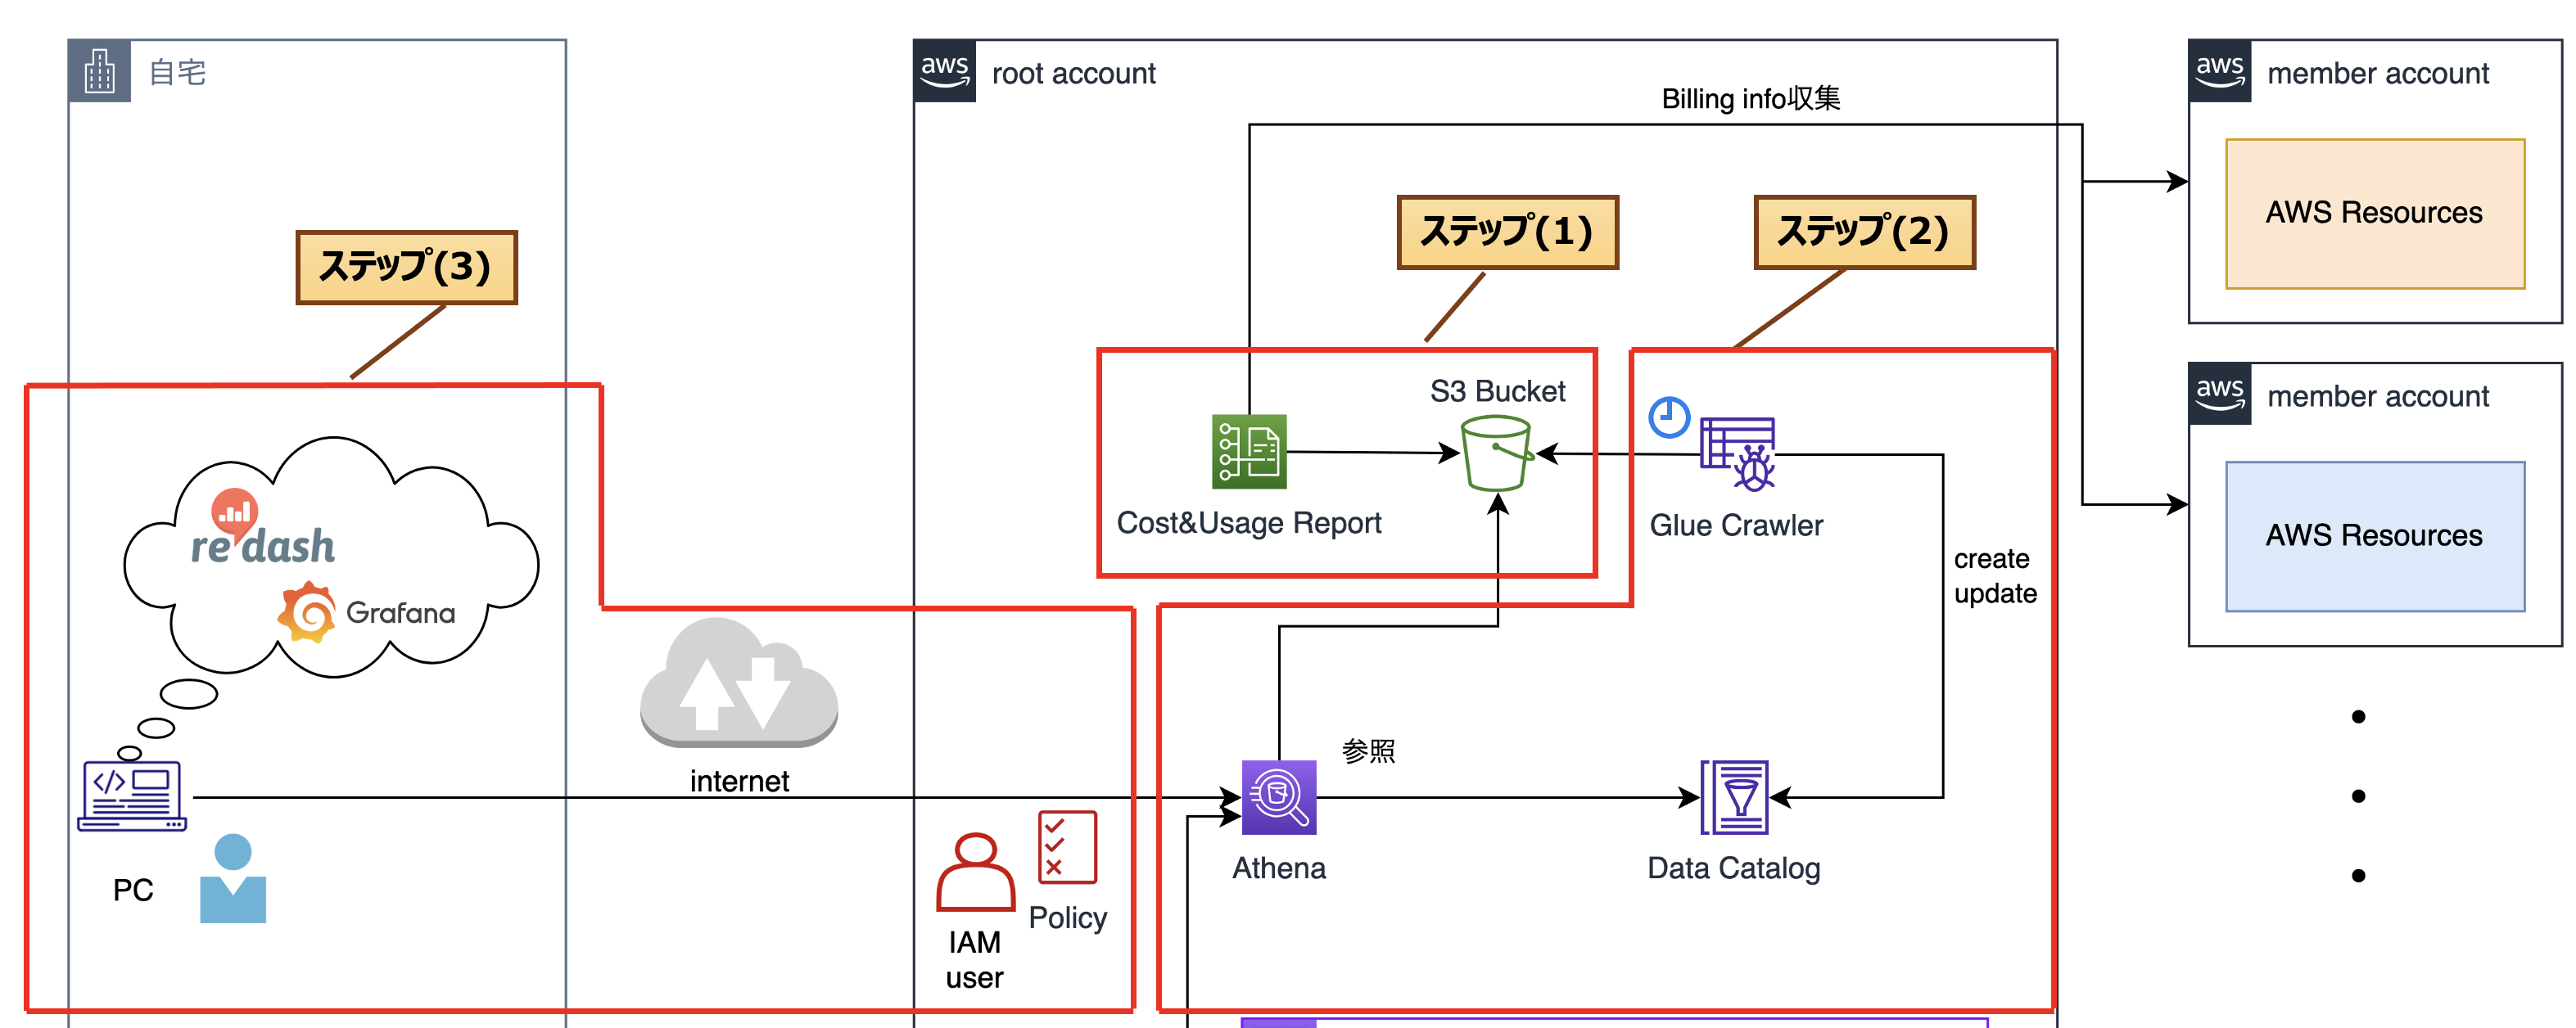 自宅
aws
root account
aws
member account
Billing info収集
AWS Resources
ステップ(1)
ステップ(2)
ステップ(3)
aws
member account
AWS Resources
S3 Bucket
Cost&Usage Report
Glue Crawler
create
update
re:dash
Grafana
internet
参照
Athena
Data Catalog
PC
Policy
IAM
user